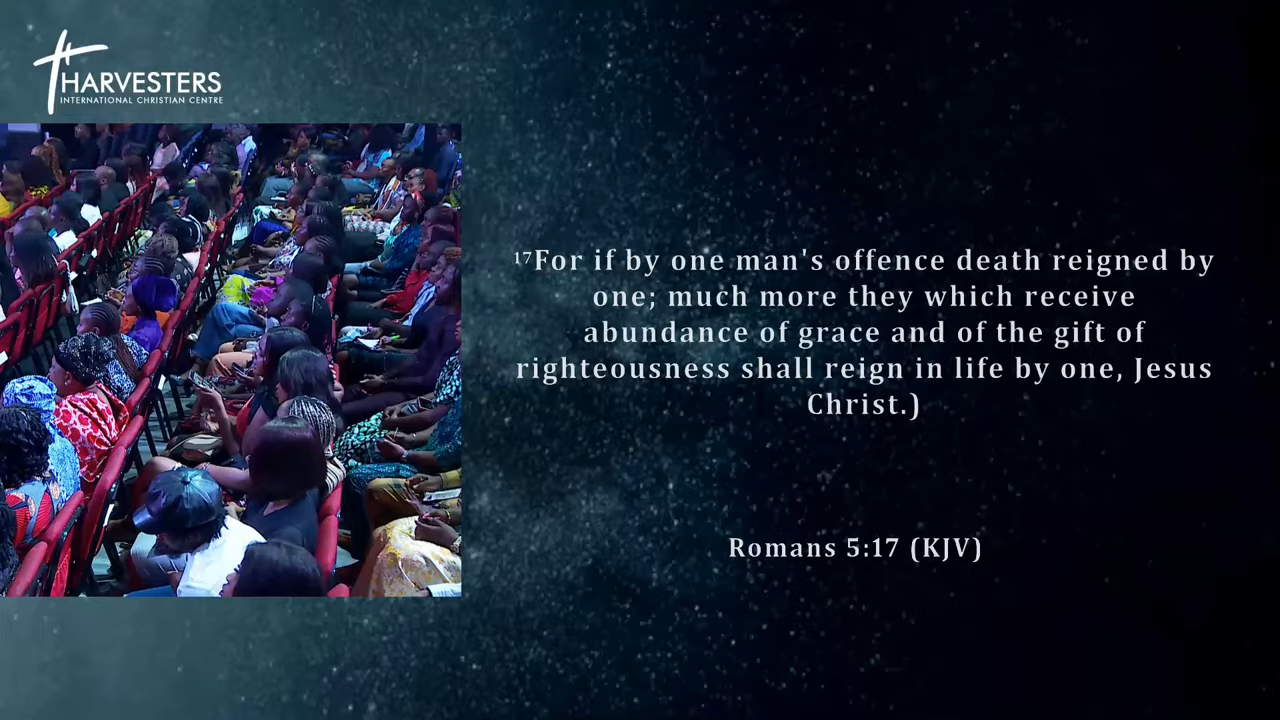 HARVESTERS
INTERNATIONAL CHRISTIAN CENTRE
¹⁷For if by one man's offence death reigned by
one; much more they which receive
abundance of grace and of the gift of
righteousness shall reign in life by one, Jesus
Christ.)
Romans 5:17 (KJV)